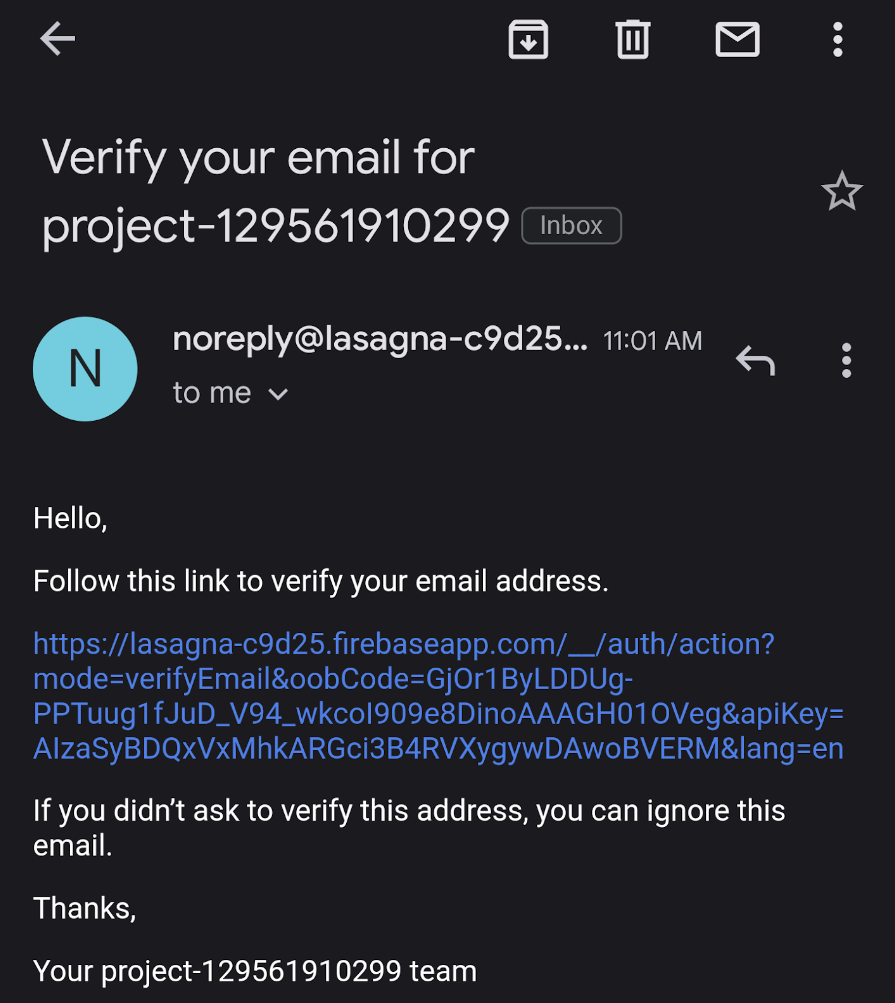 Verify your email for
project-129561910299 Inbox
N
noreply@lasagna-c9d25... 11:01 AM
to me
Hello,
Follow this link to verify your email address.
https://lasagna-c9d25.firebaseapp.com/__/auth/action?
mode=verifyEmail&oobCode=GjOr1ByLDDUg-
PPTuug1fJuD_V94_wkcoI909e8DinoAAAGH01OVeg&apiKey=
AIzaSyBDQxVxMhkARGci3B4RVXygywDAwoBVERM&lang=en
If you didn’t ask to verify this address, you can ignore this
email.
Thanks,
Your project-129561910299 team